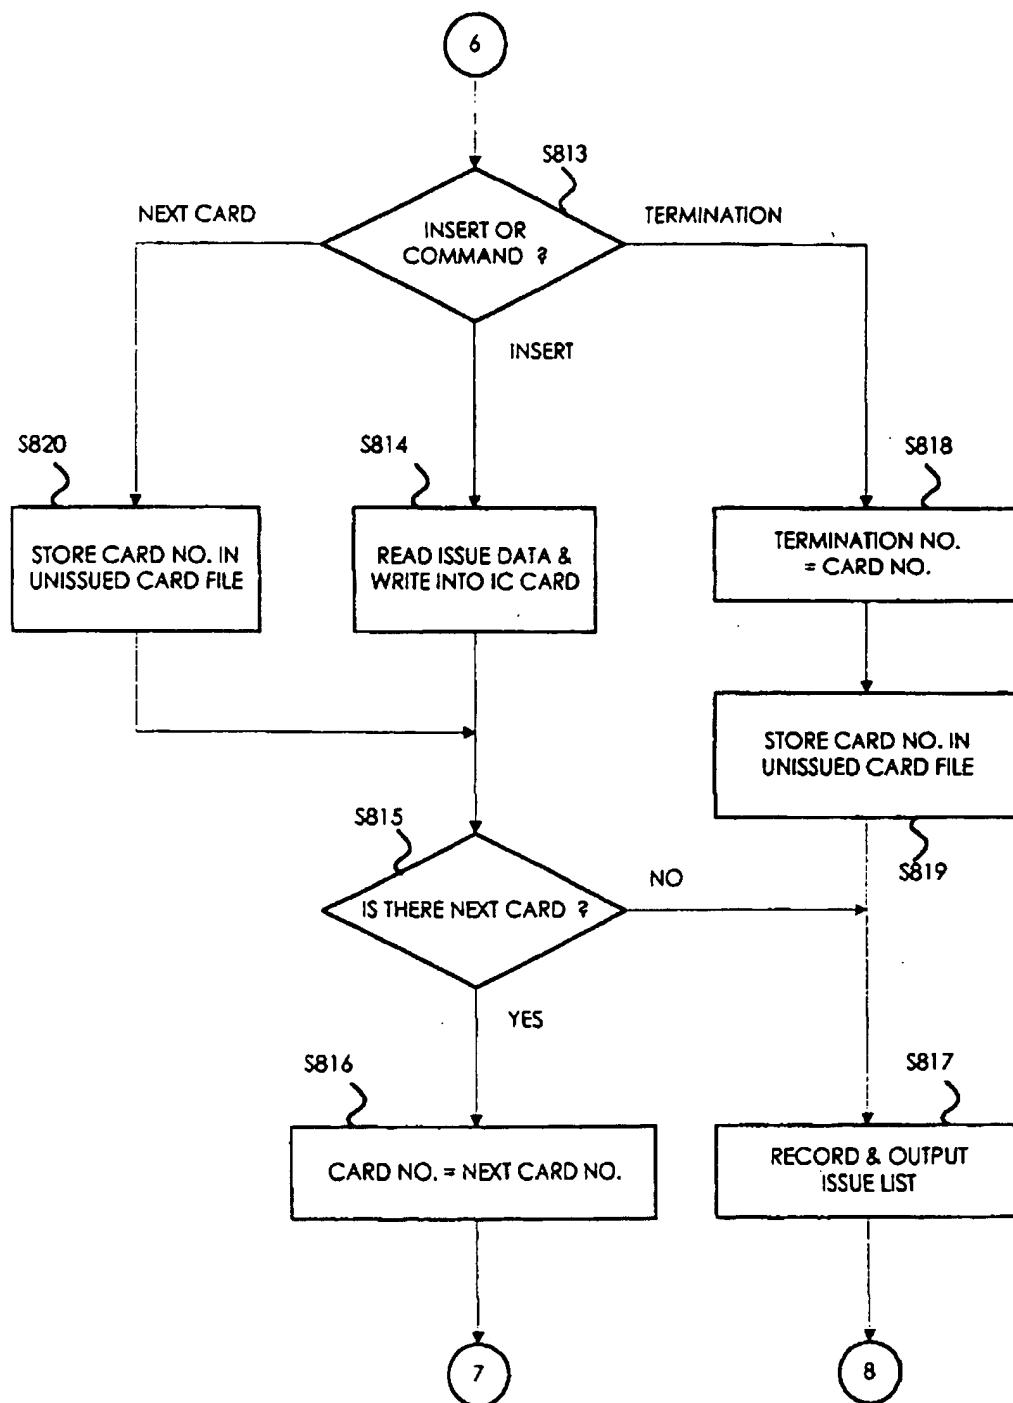 6
S813
NEXT CARD
INSERT OR
COMMAND ?
TERMINATION
INSERT
S820
S814
S818
STORE CARD NO. IN
UNISSUED CARD FILE
READ ISSUE DATA &
WRITE INTO IC CARD
TERMINATION NO.
= CARD NO.
STORE CARD NO. IN
UNISSUED CARD FILE
S815
S819
IS THERE NEXT CARD ?
NO
YES
S816
S817
CARD NO. = NEXT CARD NO.
RECORD & OUTPUT
ISSUE LIST
7
8